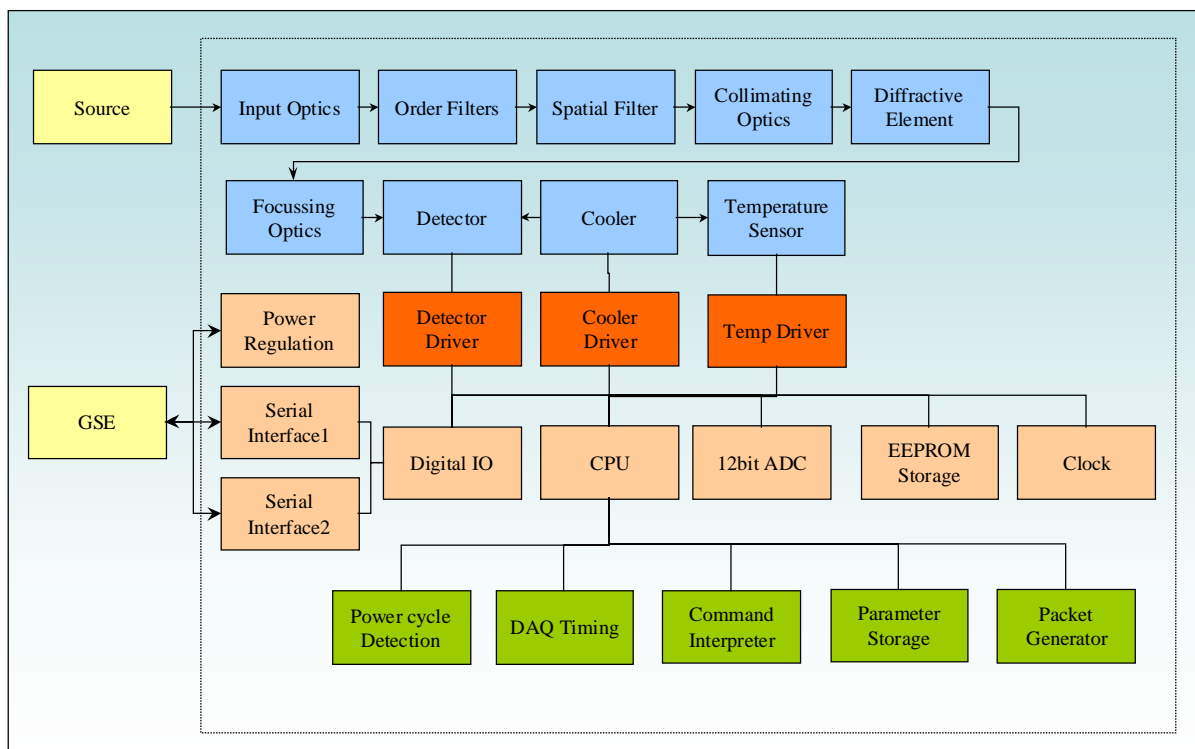 Source
Input Optics
Order Filters
Spatial Filter
Collimating
Optics
Diffractive
Element
Focussing
Optics
Detector
Cooler
Temperature
Sensor
Power
Regulation
Detector
Driver
Cooler
Driver
Temp Driver
GSE
Serial
Interface1
Serial
Interface2
Digital IO
CPU
12bit ADC
EEPROM
Storage
Clock
Power cycle
Detection
DAQ Timing
Command
Interpreter
Parameter
Storage
Packet
Generator